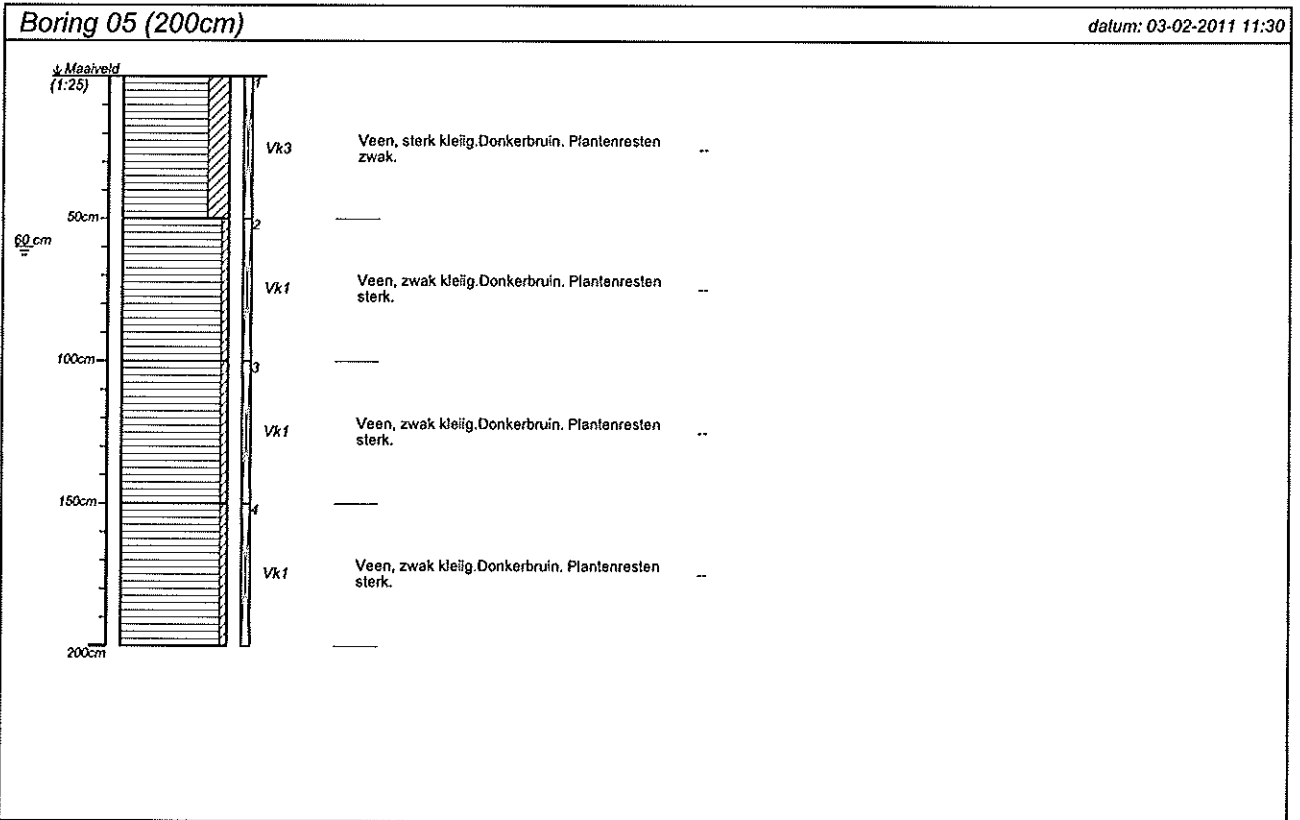 Boring 05 (200cm)
datum: 03-02-2011 11:30
Maaiveld
(1:25)
1
Vk3
Veen, sterk kleiig.Donkerbruin. Plantenresten
zwak.
--
50cm
2
60 cm
Vk1
Veen, zwak kleiig.Donkerbruin. Plantenresten
sterk.
--
100cm
3
Vk1
Veen, zwak kleiig.Donkerbruin. Plantenresten
sterk.
--
150cm
4
Vk1
Veen, zwak kleiig.Donkerbruin. Plantenresten
sterk.
--
200cm